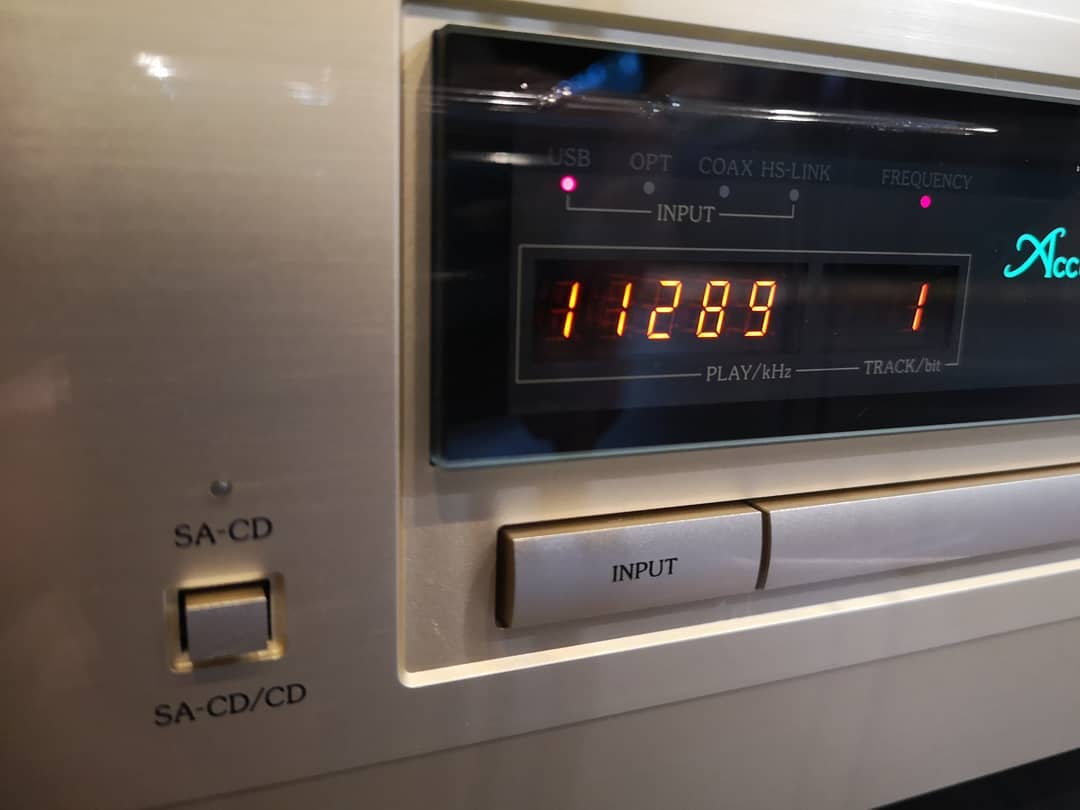 USB OPT COAX HS-LINK FREQUENCY
INPUT
Acc
11289 1
PLAY/kHz TRACK/bit
INPUT
SA-CD
SA-CD/CD